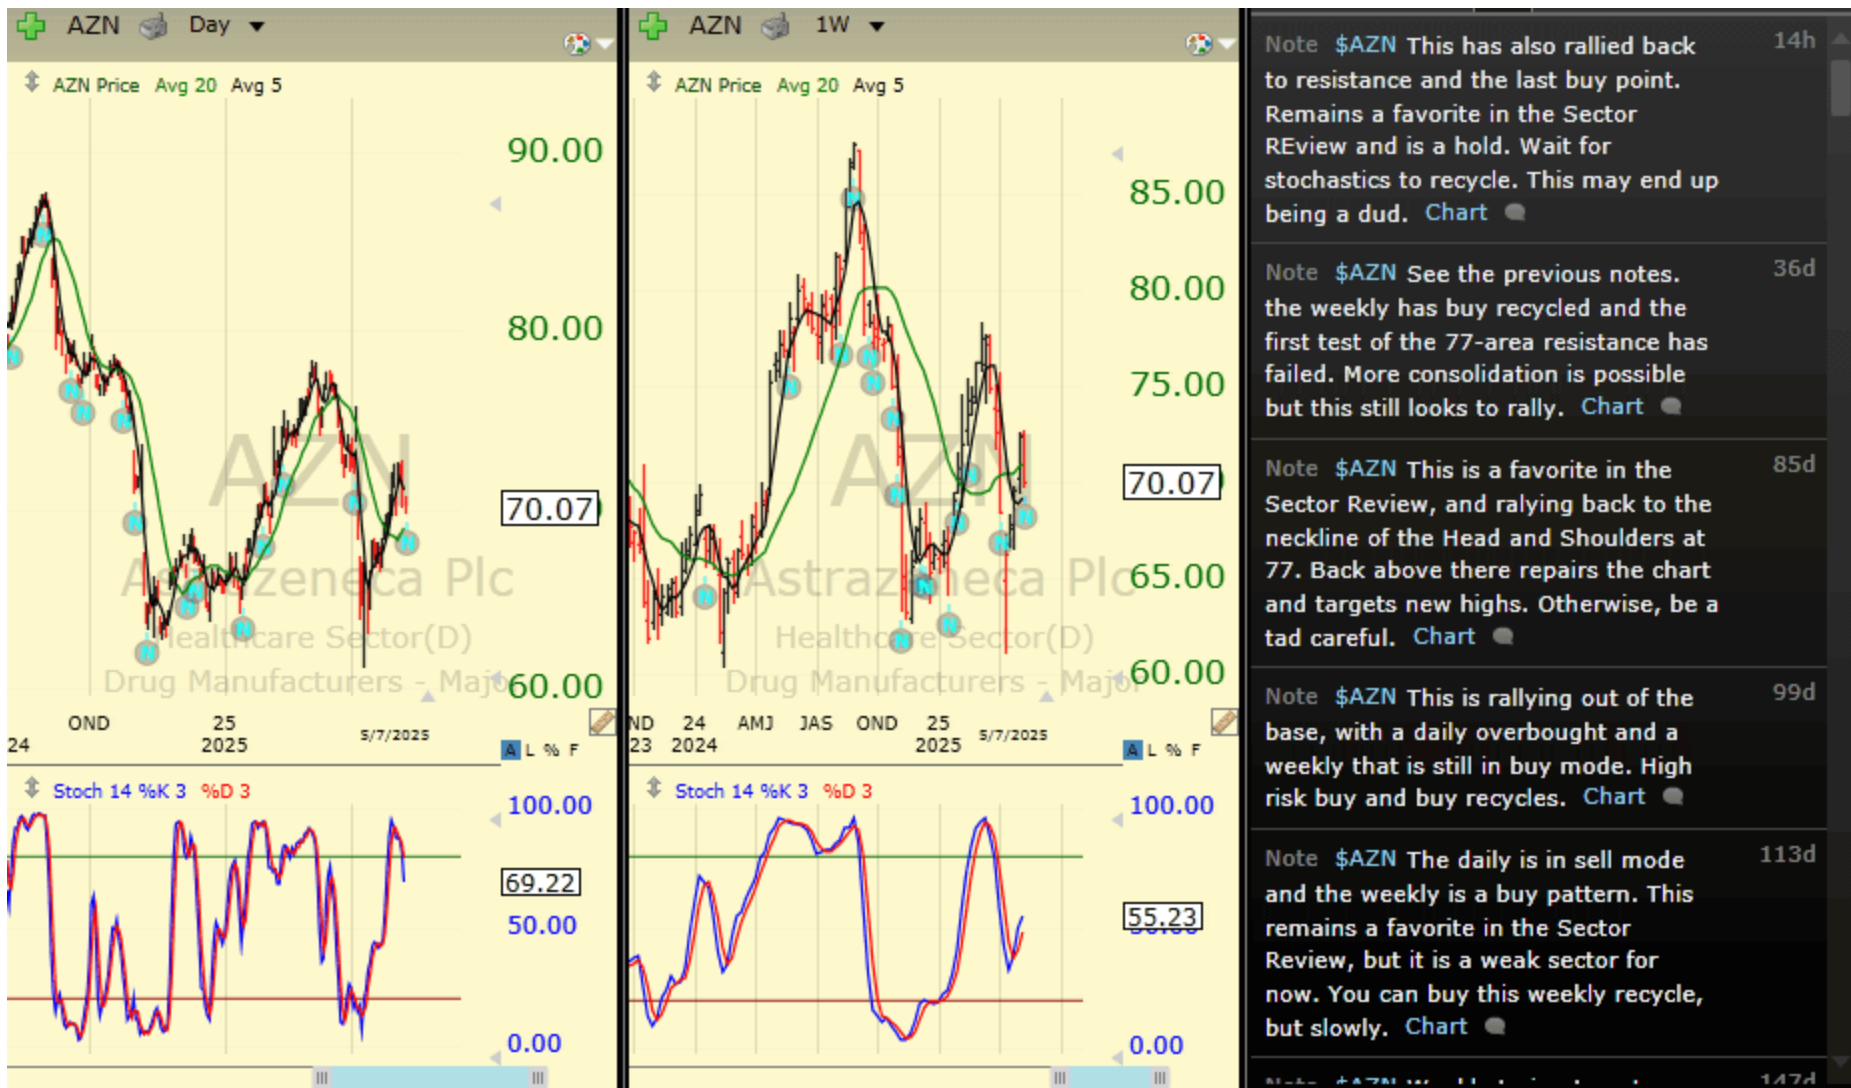 AZN Day
AZN Price Avg 20 Avg 5
90.00
80.00
70.07
60.00
AZN
Astrazeneca Plc
Healthcare Sector(D)
Drug Manufacturers - Major
OND 25
24 2025 5/7/2025
A L % F
Stoch 14 %K 3 %D 3
100.00
69.22
50.00
0.00
AZN 1W
AZN Price Avg 20 Avg 5
85.00
80.00
75.00
70.07
65.00
60.00
AZN
Astrazeneca Plc
Healthcare Sector(D)
Drug Manufacturers - Major
ND 24 AMJ JAS OND 25
23 2024 2025 5/7/2025
A L % F
Stoch 14 %K 3 %D 3
100.00
55.23
0.00
Note $AZN This has also rallied back 14h
to resistance and the last buy point.
Remains a favorite in the Sector
REview and is a hold. Wait for
stochastics to recycle. This may end up
being a dud. Chart
Note $AZN See the previous notes. 36d
the weekly has buy recycled and the
first test of the 77-area resistance has
failed. More consolidation is possible
but this still looks to rally. Chart
Note $AZN This is a favorite in the 85d
Sector Review, and ralying back to the
neckline of the Head and Shoulders at
77. Back above there repairs the chart
and targets new highs. Otherwise, be a
tad careful. Chart
Note $AZN This is rallying out of the 99d
base, with a daily overbought and a
weekly that is still in buy mode. High
risk buy and buy recycles. Chart
Note $AZN The daily is in sell mode 113d
and the weekly is a buy pattern. This
remains a favorite in the Sector
Review, but it is a weak sector for
now. You can buy this weekly recycle,
but slowly. Chart
147d